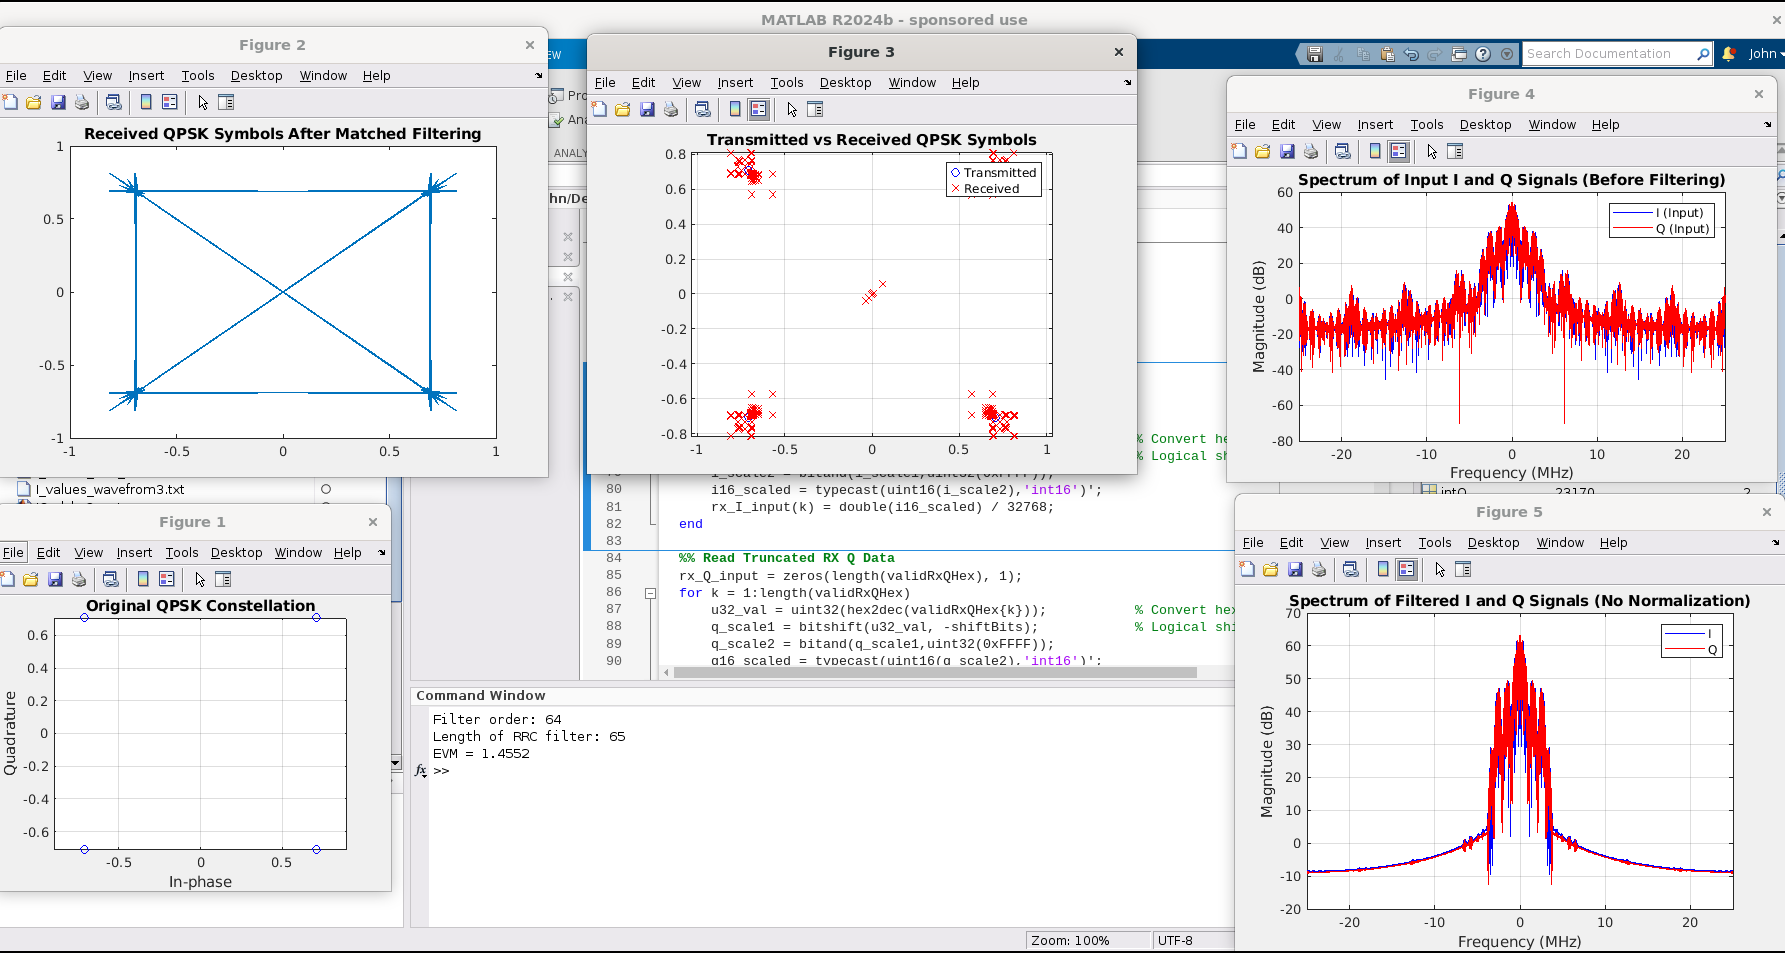 MATLAB R2024b - sponsored use
Search Documentation
John
Figure 2
File Edit View Insert Tools Desktop Window Help
Received QPSK Symbols After Matched Filtering
1
0.5
0
-0.5
-1
-1 -0.5 0 0.5 1
Figure 3
File Edit View Insert Tools Desktop Window Help
Transmitted vs Received QPSK Symbols
Transmitted
Received
0.8
0.6
0.4
0.2
0
-0.2
-0.4
-0.6
-0.8
-1 -0.5 0 0.5 1
Figure 4
File Edit View Insert Tools Desktop Window Help
Spectrum of Input I and Q Signals (Before Filtering)
I (Input)
Q (Input)
Magnitude (dB)
60
40
20
0
-20
-40
-60
-80
-20 -10 0 10 20
Frequency (MHz)
I_values_wavefrom3.txt
Figure 1
File Edit View Insert Tools Desktop Window Help
Original QPSK Constellation
Quadrature
0.6
0.4
0.2
0
-0.2
-0.4
-0.6
-0.5 0 0.5
In-phase
% Convert he
% Logical sh
i_scale2 = bitand(i_scale1,uint32(0xFFFF));
80 i16_scaled = typecast(uint16(i_scale2),'int16')';
81 rx_I_input(k) = double(i16_scaled) / 32768;
82 end
83
84 %% Read Truncated RX Q Data
85 rx_Q_input = zeros(length(validRxQHex), 1);
86 for k = 1:length(validRxQHex)
87 u32_val = uint32(hex2dec(validRxQHex{k})); % Convert hex
88 q_scale1 = bitshift(u32_val, -shiftBits); % Logical shi
89 q_scale2 = bitand(q_scale1,uint32(0xFFFF));
90 q16_scaled = typecast(uint16(q_scale2),'int16')';
intQ 23170 2
Command Window
Filter order: 64
Length of RRC filter: 65
EVM = 1.4552
fx >>
Zoom: 100% UTF-8
Figure 5
File Edit View Insert Tools Desktop Window Help
Spectrum of Filtered I and Q Signals (No Normalization)
I
Q
Magnitude (dB)
70
60
50
40
30
20
10
0
-10
-20
-20 -10 0 10 20
Frequency (MHz)